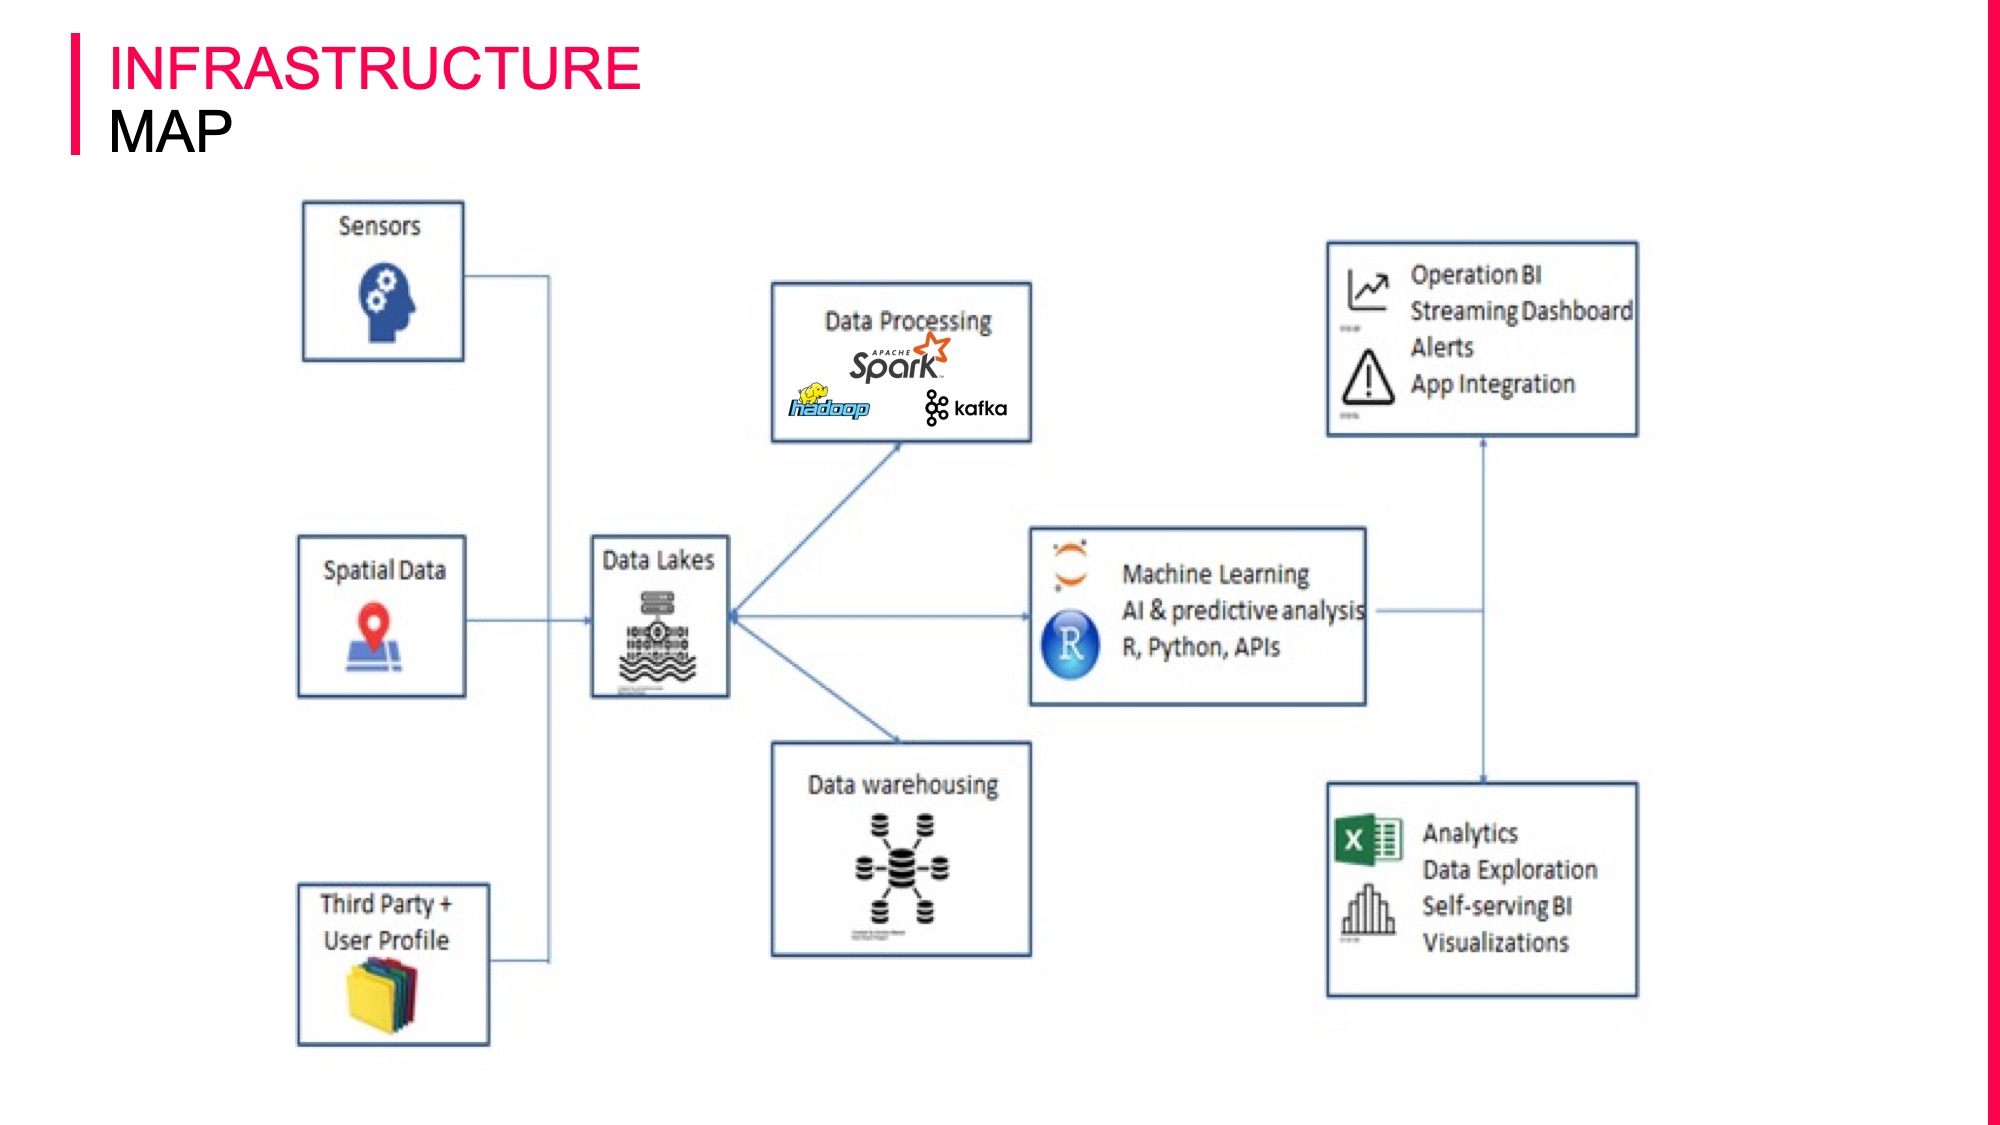 INFRASTRUCTURE
MAP
Sensors
Spatial Data
Third Party +
User Profile
Data Lakes
Data Processing
APACHE
Spark
hadoop
kafka
Machine Learning
AI & predictive analysis
R, Python, APIs
R
Data warehousing
Operation BI
Streaming Dashboard
Alerts
App Integration
X
Analytics
Data Exploration
Self-serving BI
Visualizations